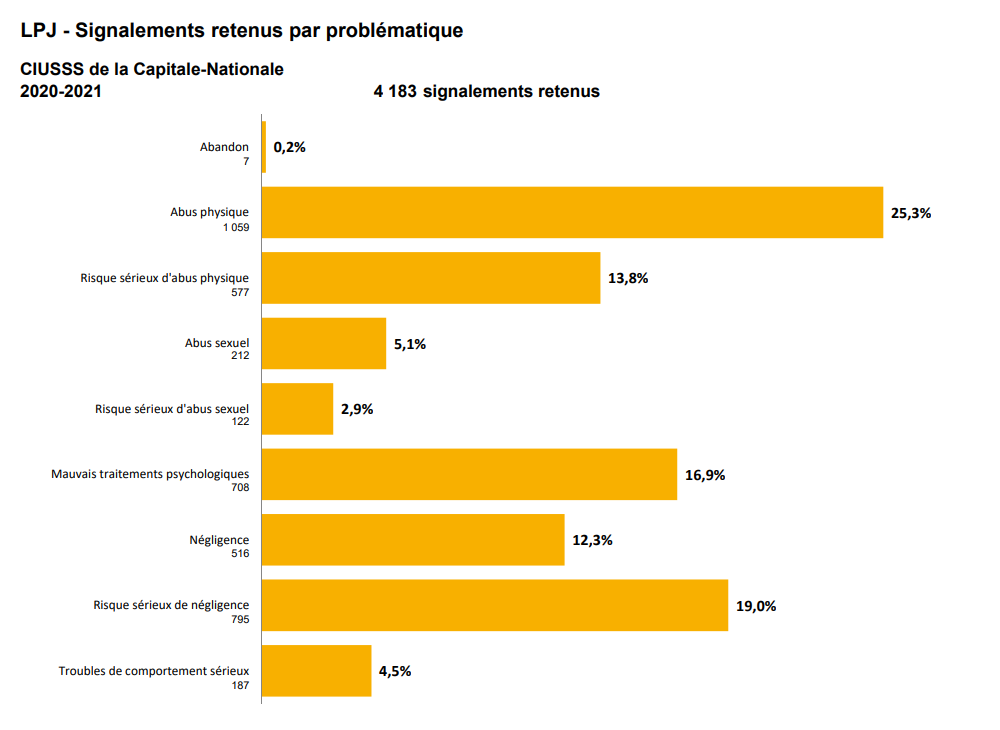 LPJ - Signalements retenus par problématique
CIUSSS de la Capitale-Nationale
2020-2021
4 183 signalements retenus
Abandon
7
0,2%
Abus physique
1 059
25,3%
Risque sérieux d'abus physique
577
13,8%
Abus sexuel
212
5,1%
Risque sérieux d'abus sexuel
122
2,9%
Mauvais traitements psychologiques
708
16,9%
Négligence
516
12,3%
Risque sérieux de négligence
795
19,0%
Troubles de comportement sérieux
187
4,5%